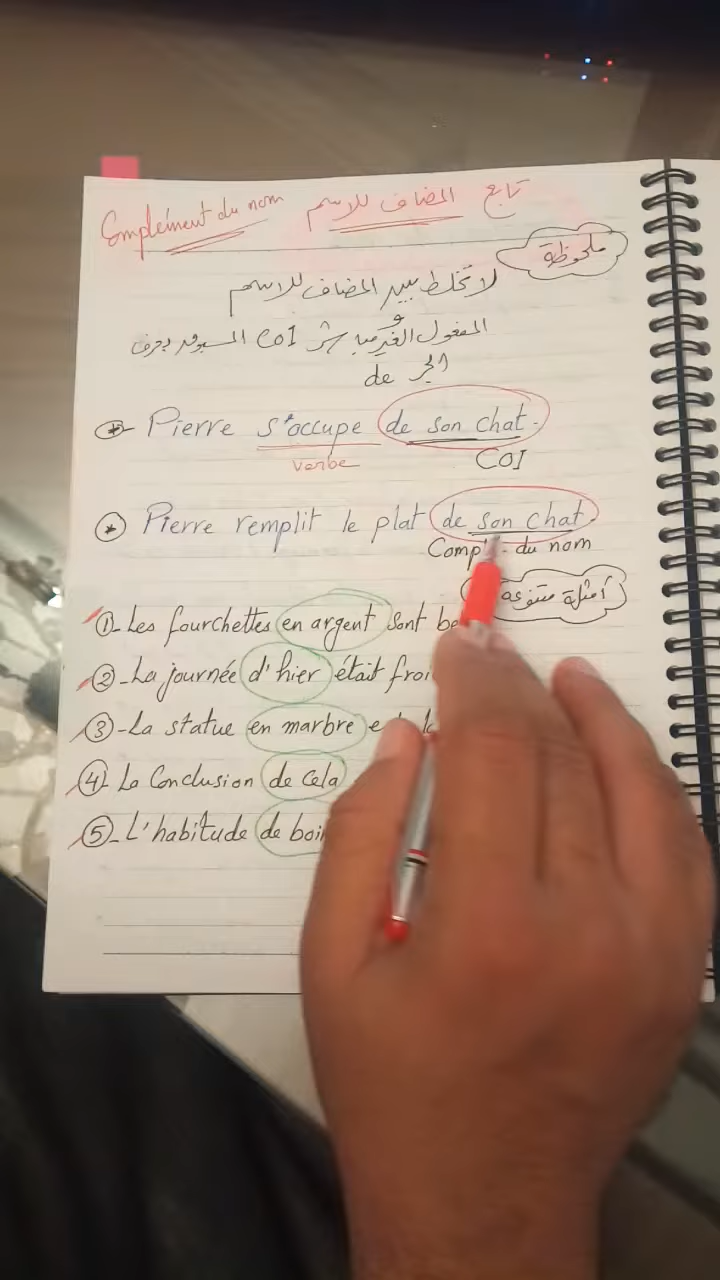 Complément du nom تابع المضاف للاسم
ملحوظة
لا تخلط بين المضاف للاسم
و
المفعول الغير مباشر COI المسبوق بحرف
الجر de
* Pierre s'occupe de son chat.
verbe COI
* Pierre remplit le plat de son chat.
Compl. du nom
أمثلة متنوعة
① - Les fourchettes en argent sont
② - La journée d'hier était
③ - La statue en marbre
④ - La Conclusion de cela
⑤ - L'habitude de